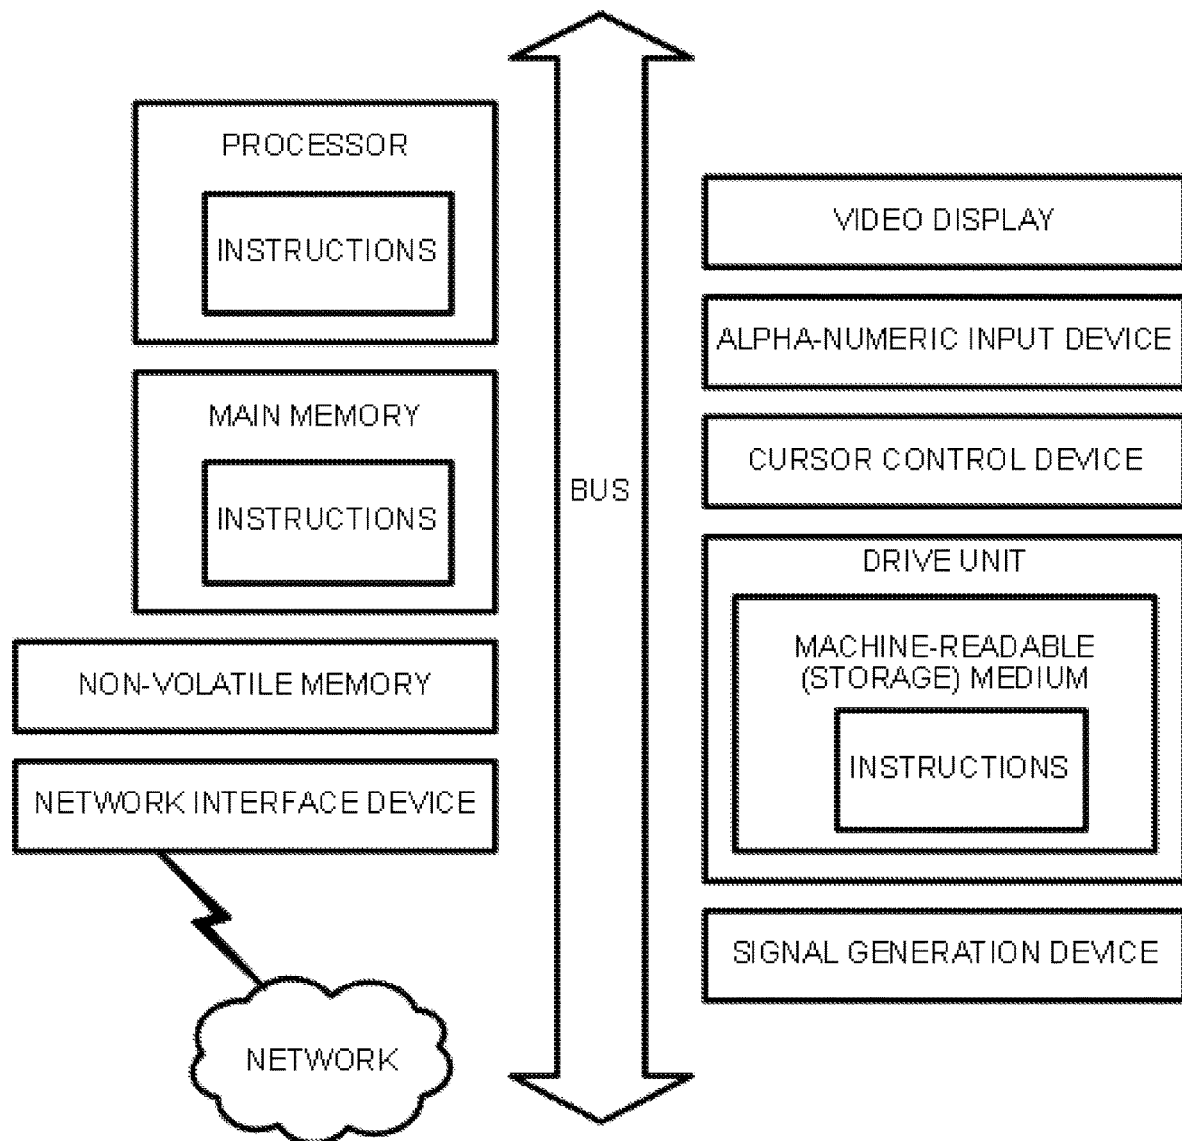 PROCESSOR
INSTRUCTIONS
MAIN MEMORY
INSTRUCTIONS
NON-VOLATILE MEMORY
NETWORK INTERFACE DEVICE
NETWORK
BUS
VIDEO DISPLAY
ALPHA-NUMERIC INPUT DEVICE
CURSOR CONTROL DEVICE
DRIVE UNIT
MACHINE-READABLE
(STORAGE) MEDIUM
INSTRUCTIONS
SIGNAL GENERATION DEVICE